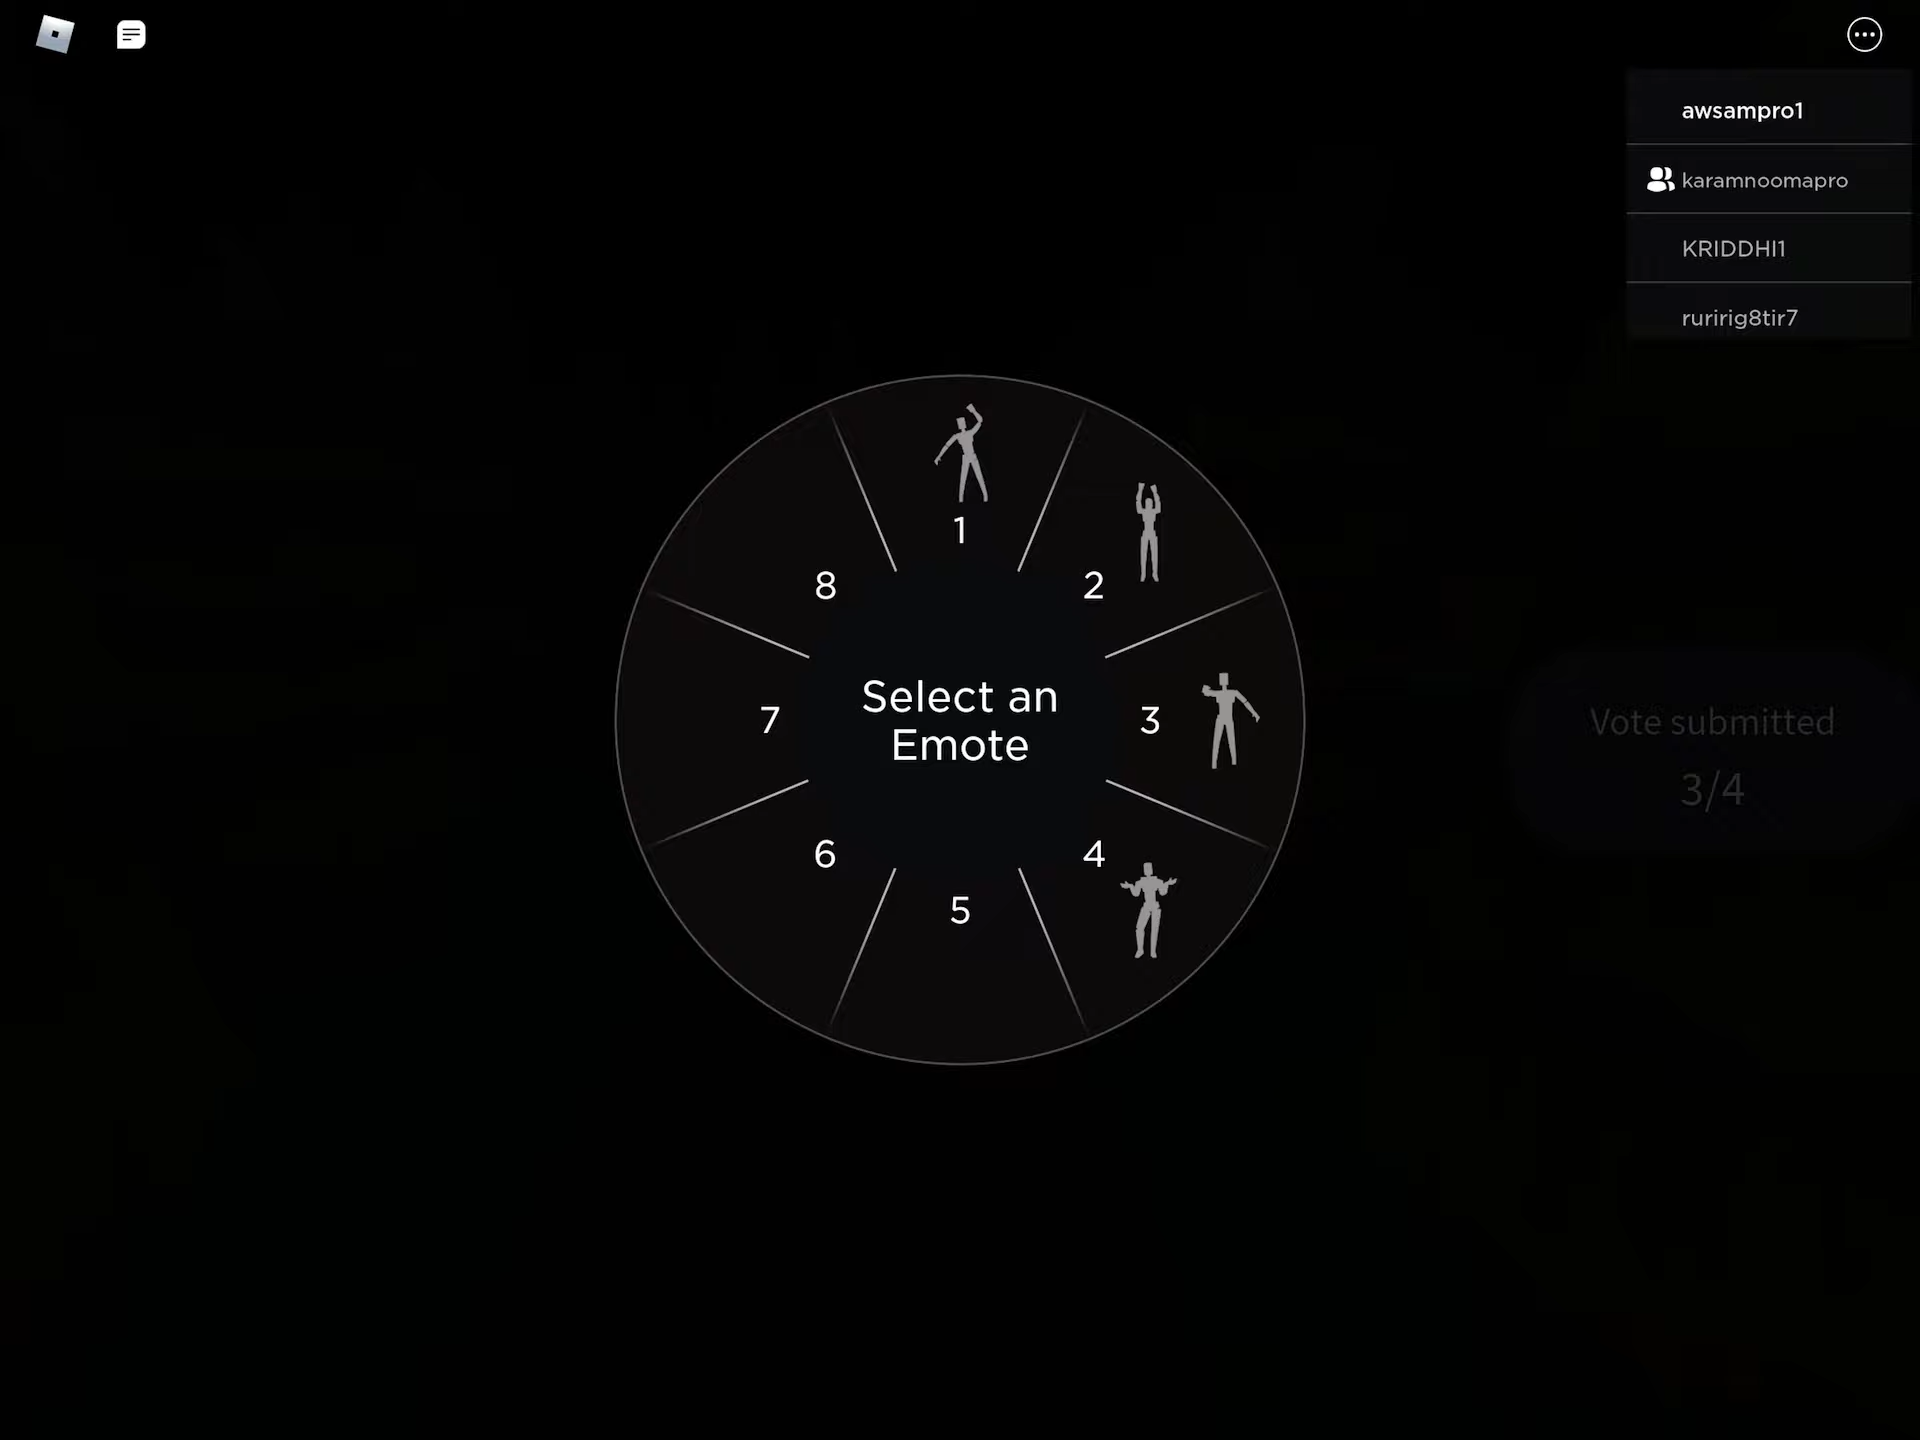 awsampro1
karamnoomapro
KRIDDHI1
ruririg8tir7
1
8
2
Select an
Emote
7
3
6
4
5
Vote submitted
3/4